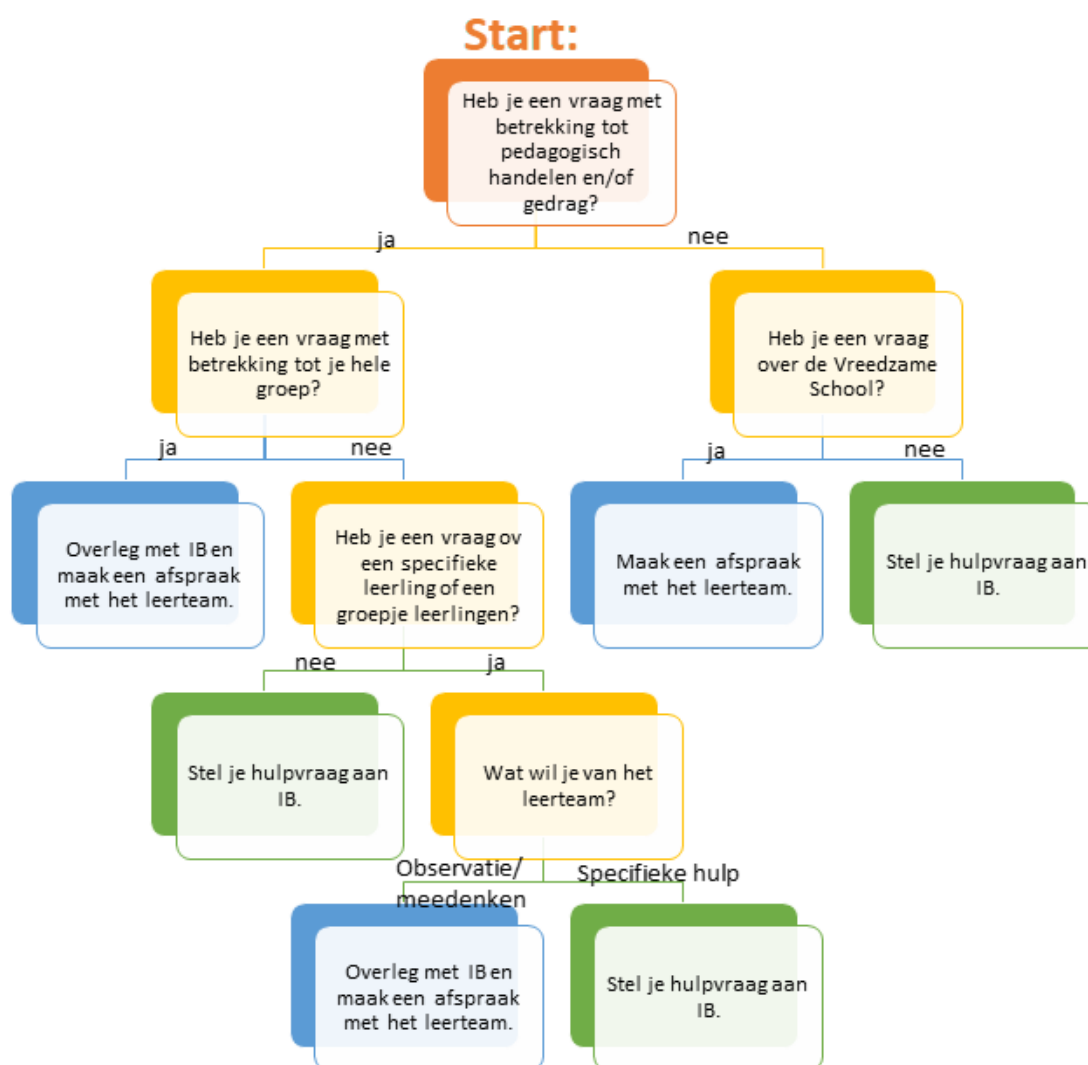 Start:
Heb je een vraag met
betrekking tot
pedagogisch
handelen en/of
gedrag?
ja
nee
Heb je een vraag met
betrekking tot je hele
groep?
Heb je een vraag
over de Vreedzame
School?
ja
nee
ja
nee
Overleg met IB en
maak een afspraak
met het leerteam.
Heb je een vraag ov
een specifieke
leerling of een
groepje leerlingen?
Maak een afspraak
met het leerteam.
Stel je hulpvraag aan
IB.
nee
ja
Stel je hulpvraag aan
IB.
Wat wil je van het
leerteam?
Observatie/
meedenken
Specifieke hulp
Overleg met IB en
maak een afspraak
met het leerteam.
Stel je hulpvraag aan
IB.